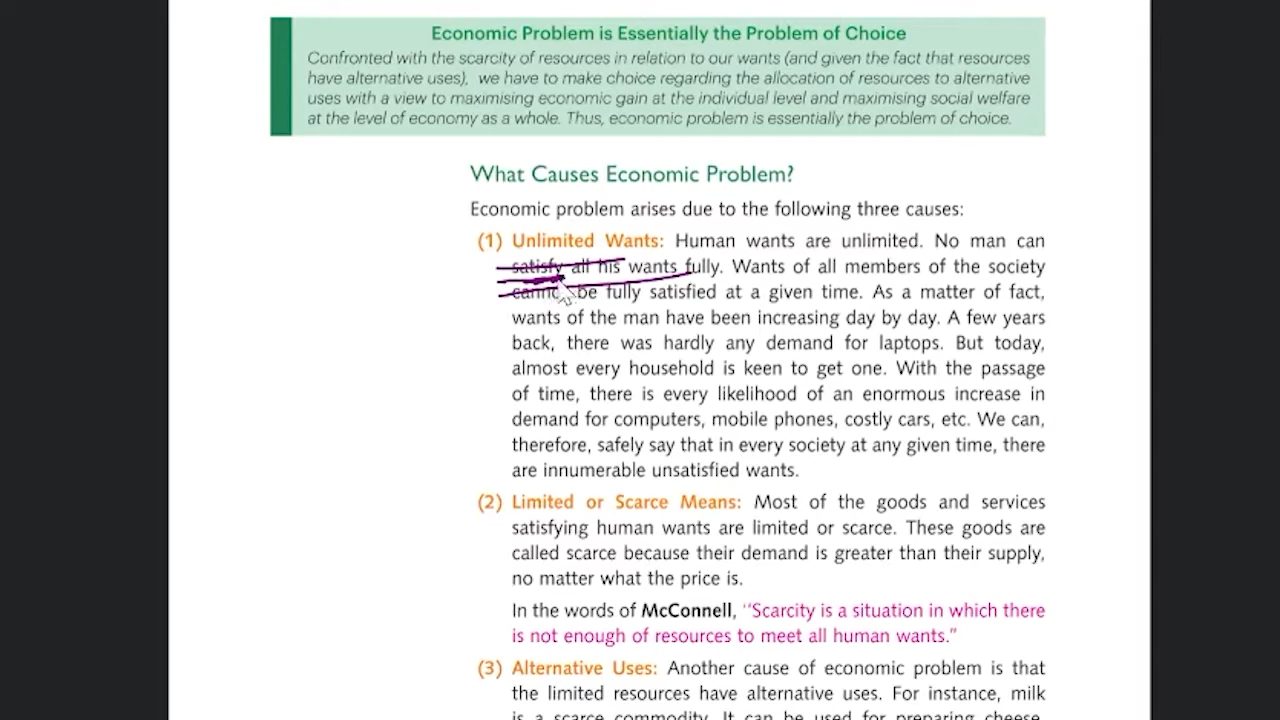 Economic Problem is Essentially the Problem of Choice
Confronted with the scarcity of resources in relation to our wants (and given the fact that resources
have alternative uses), we have to make choice regarding the allocation of resources to alternative
uses with a view to maximising economic gain at the individual level and maximising social welfare
at the level of economy as a whole. Thus, economic problem is essentially the problem of choice.
What Causes Economic Problem?
Economic problem arises due to the following three causes:
(1) Unlimited Wants: Human wants are unlimited. No man can
satisfy all his wants fully. Wants of all members of the society
be fully satisfied at a given time. As a matter of fact,
wants of the man have been increasing day by day. A few years
back, there was hardly any demand for laptops. But today,
almost every household is keen to get one. With the passage
of time, there is every likelihood of an enormous increase in
demand for computers, mobile phones, costly cars, etc. We can,
therefore, safely say that in every society at any given time, there
are innumerable unsatisfied wants.
(2) Limited or Scarce Means: Most of the goods and services
satisfying human wants are limited or scarce. These goods are
called scarce because their demand is greater than their supply,
no matter what the price is.
In the words of McConnell, ‘‘Scarcity is a situation in which there
is not enough of resources to meet all human wants.”
(3) Alternative Uses: Another cause of economic problem is that
the limited resources have alternative uses. For instance, milk
is a scarce commodity. It can be used for preparing cheese,